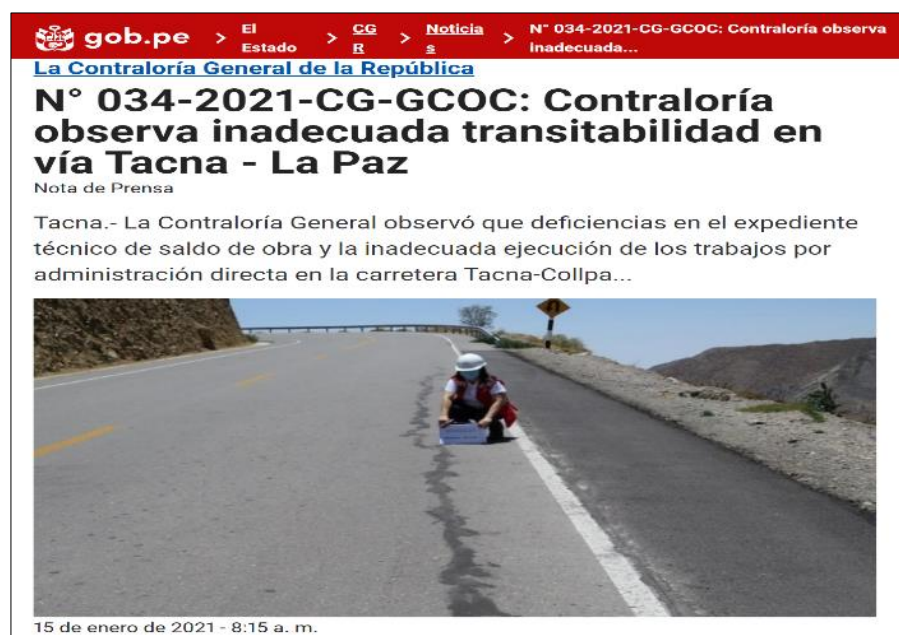 gob.pe > El Estado > CGR > Noticias > N° 034-2021-CG-GCOC: Contraloría observa inadecuada...
La Contraloría General de la República
N° 034-2021-CG-GCOC: Contraloría
observa inadecuada transitabilidad en
vía Tacna - La Paz
Nota de Prensa
Tacna.- La Contraloría General observó que deficiencias en el expediente
técnico de saldo de obra y la inadecuada ejecución de los trabajos por
administración directa en la carretera Tacna-Collpa...
15 de enero de 2021 - 8:15 a. m.